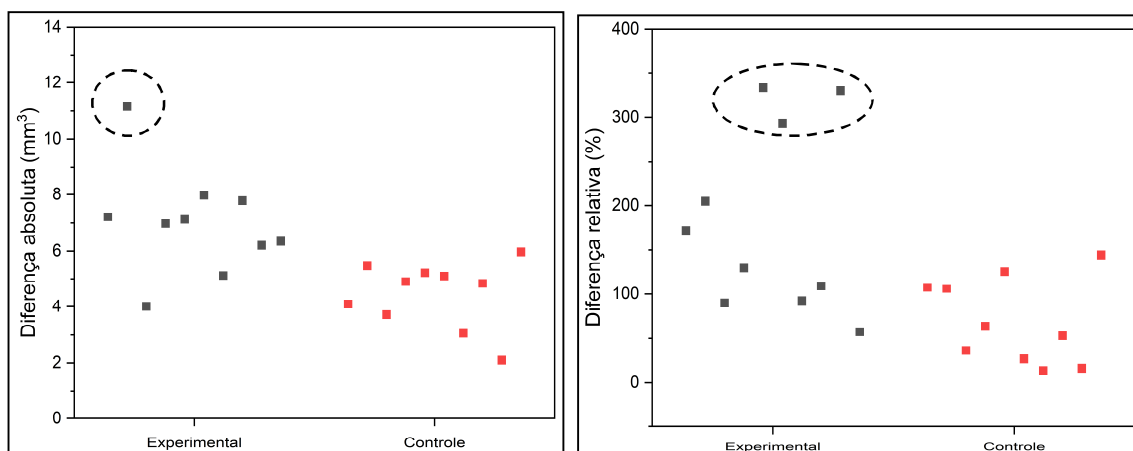 Diferença absoluta (mm³)
14
12
10
8
6
4
2
0
Experimental
Controle
Diferença relativa (%)
400
300
200
100
0
Experimental
Controle